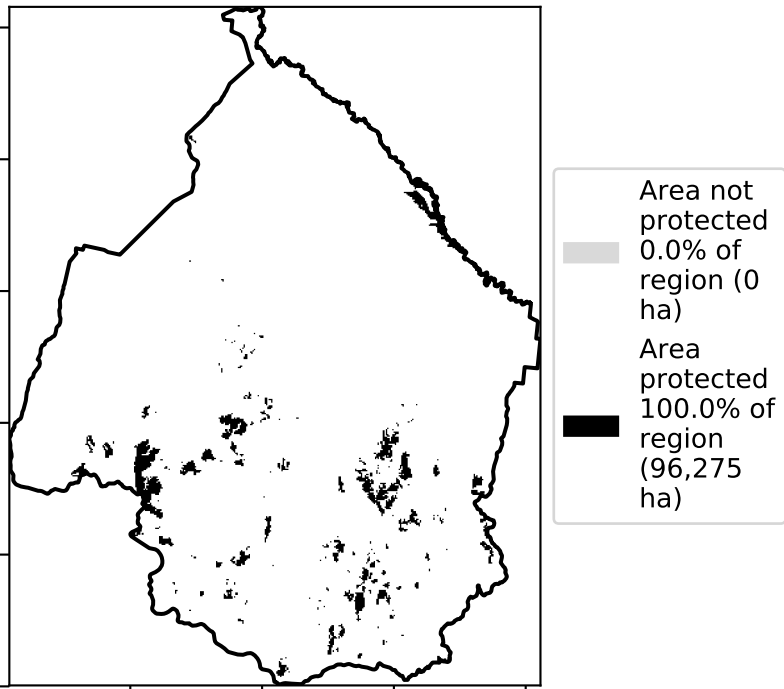 Area not
protected
0.0% of
region (0
ha)
Area
protected
100.0% of
region
(96,275
ha)